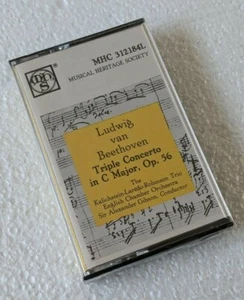 MHC 312184L
MUSICAL HERITAGE SOCIETY
Ludwig
van
Beethoven
Triple Concerto
in C Major, Op. 56
The
Kalichstein-Laredo-Robinson Trio
English Chamber Orchestra
Sir Alexander Gibson, Conductor